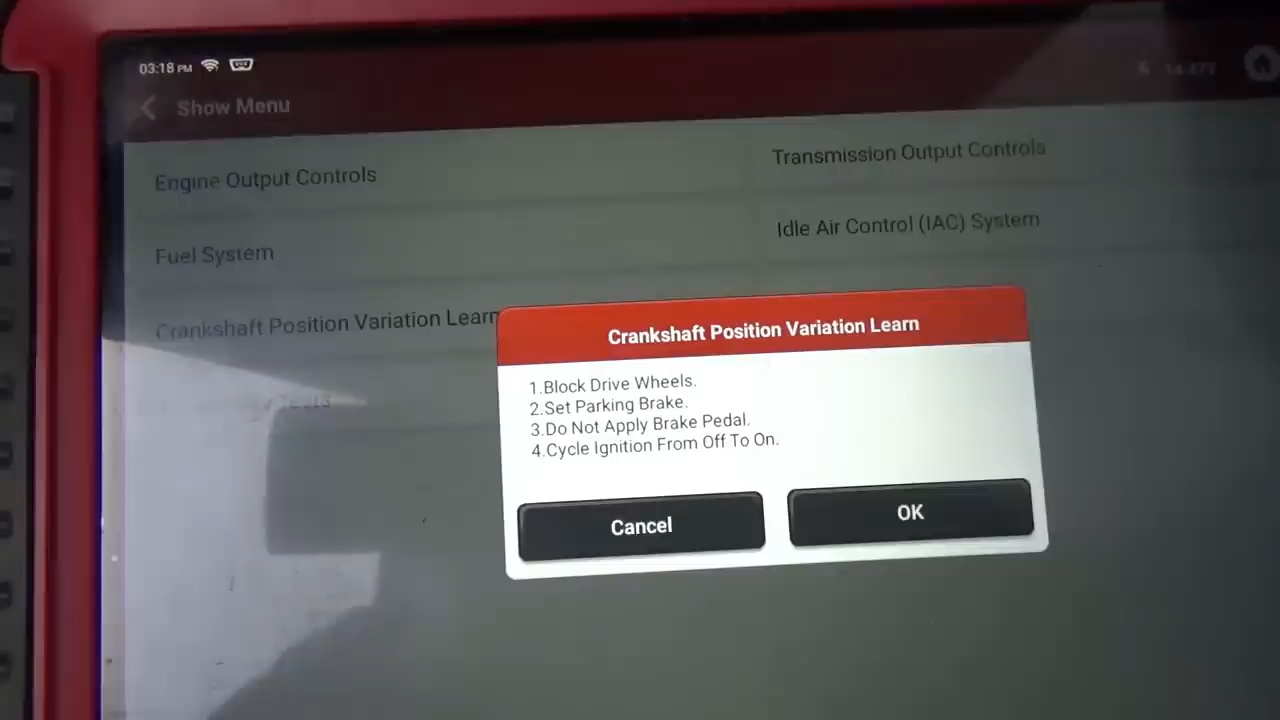 03:18 PM
Show Menu
Engine Output Controls
Transmission Output Controls
Fuel System
Idle Air Control (IAC) System
Crankshaft Position Variation Learn
Crankshaft Position Variation Learn
1.Block Drive Wheels.
2.Set Parking Brake.
3.Do Not Apply Brake Pedal.
4.Cycle Ignition From Off To On.
Cancel
OK